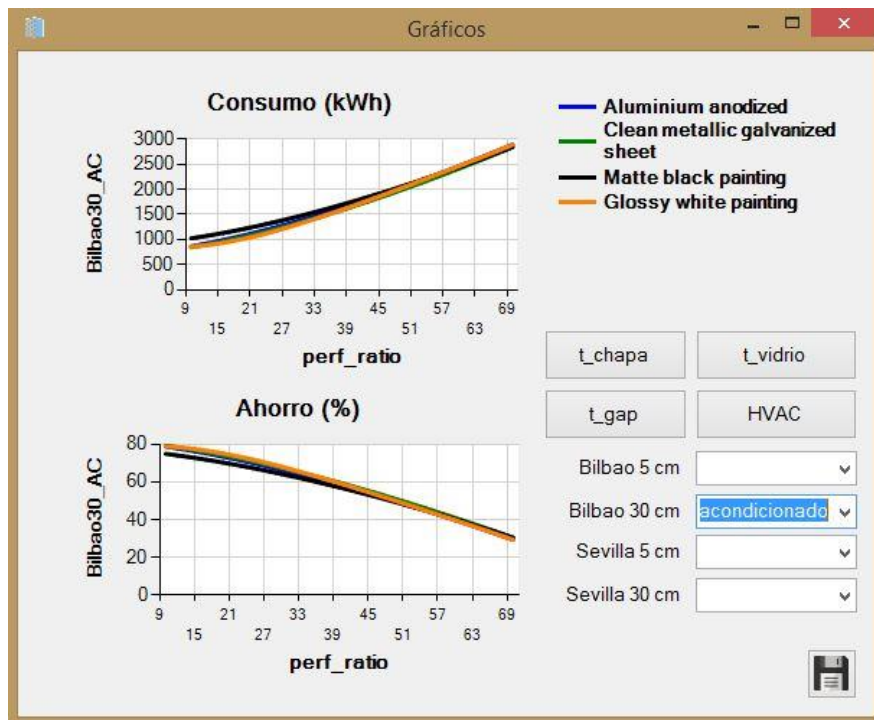 Gráficos
Consumo (kWh)
3000
2500
2000
1500
1000
500
0
Bilbao30_AC
9 21 33 45 57 69
15 27 39 51 63
perf_ratio
Aluminium anodized
Clean metallic galvanized
sheet
Matte black painting
Glossy white painting
Ahorro (%)
80
60
40
20
0
Bilbao30_AC
9 21 33 45 57 69
15 27 39 51 63
perf_ratio
t_chapa t_vidrio
t_gap HVAC
Bilbao 5 cm
Bilbao 30 cm acondicionado
Sevilla 5 cm
Sevilla 30 cm